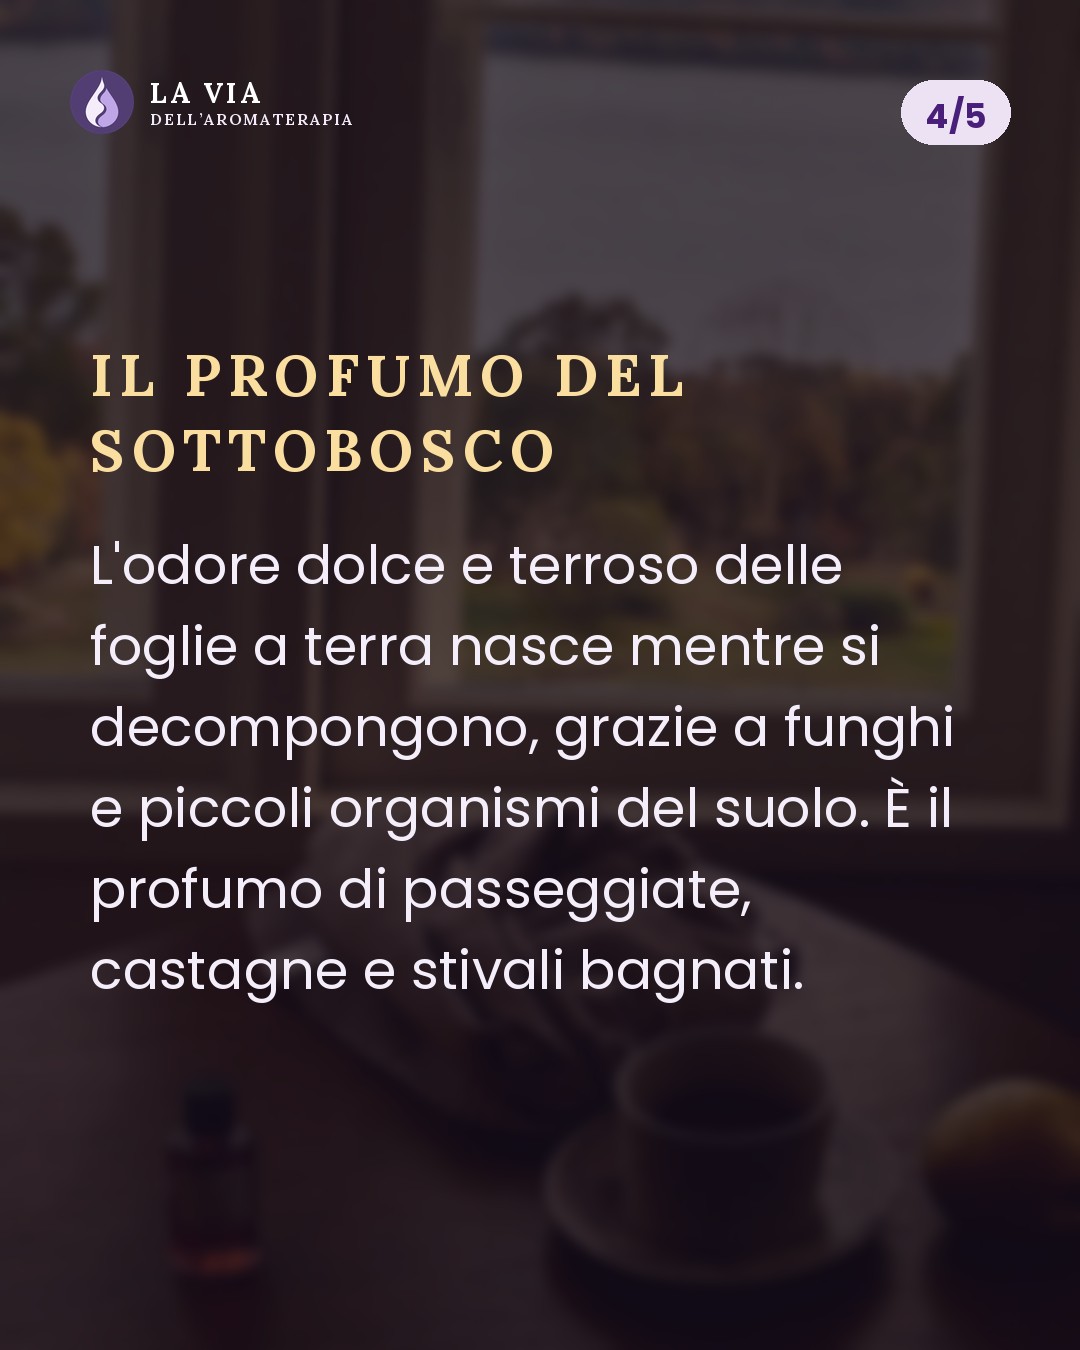 LA VIA
DELL'AROMATERAPIA
4/5
IL PROFUMO DEL
SOTTOBOSCO
L'odore dolce e terroso delle
foglie a terra nasce mentre si
decompongono, grazie a funghi
e piccoli organismi del suolo. È il
profumo di passeggiate,
castagne e stivali bagnati.